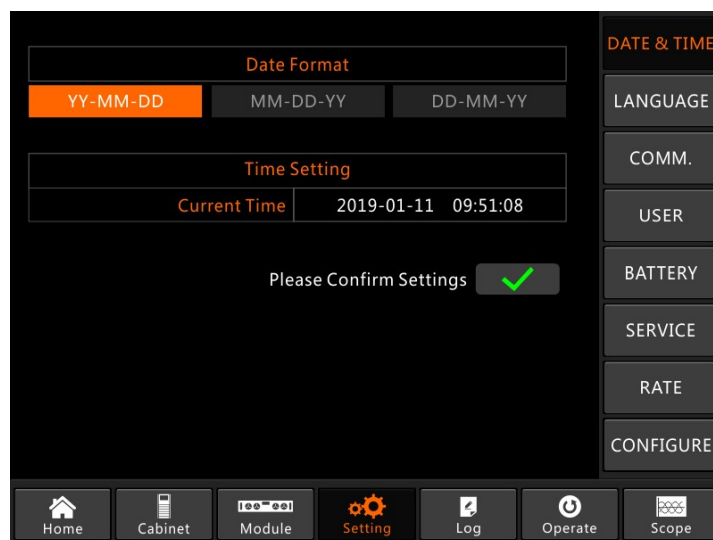 Date Format
YY-MM-DD MM-DD-YY DD-MM-YY
Time Setting
Current Time 2019-01-11 09:51:08
Please Confirm Settings
DATE & TIME
LANGUAGE
COMM.
USER
BATTERY
SERVICE
RATE
CONFIGURE
Home Cabinet Module Setting Log Operate Scope